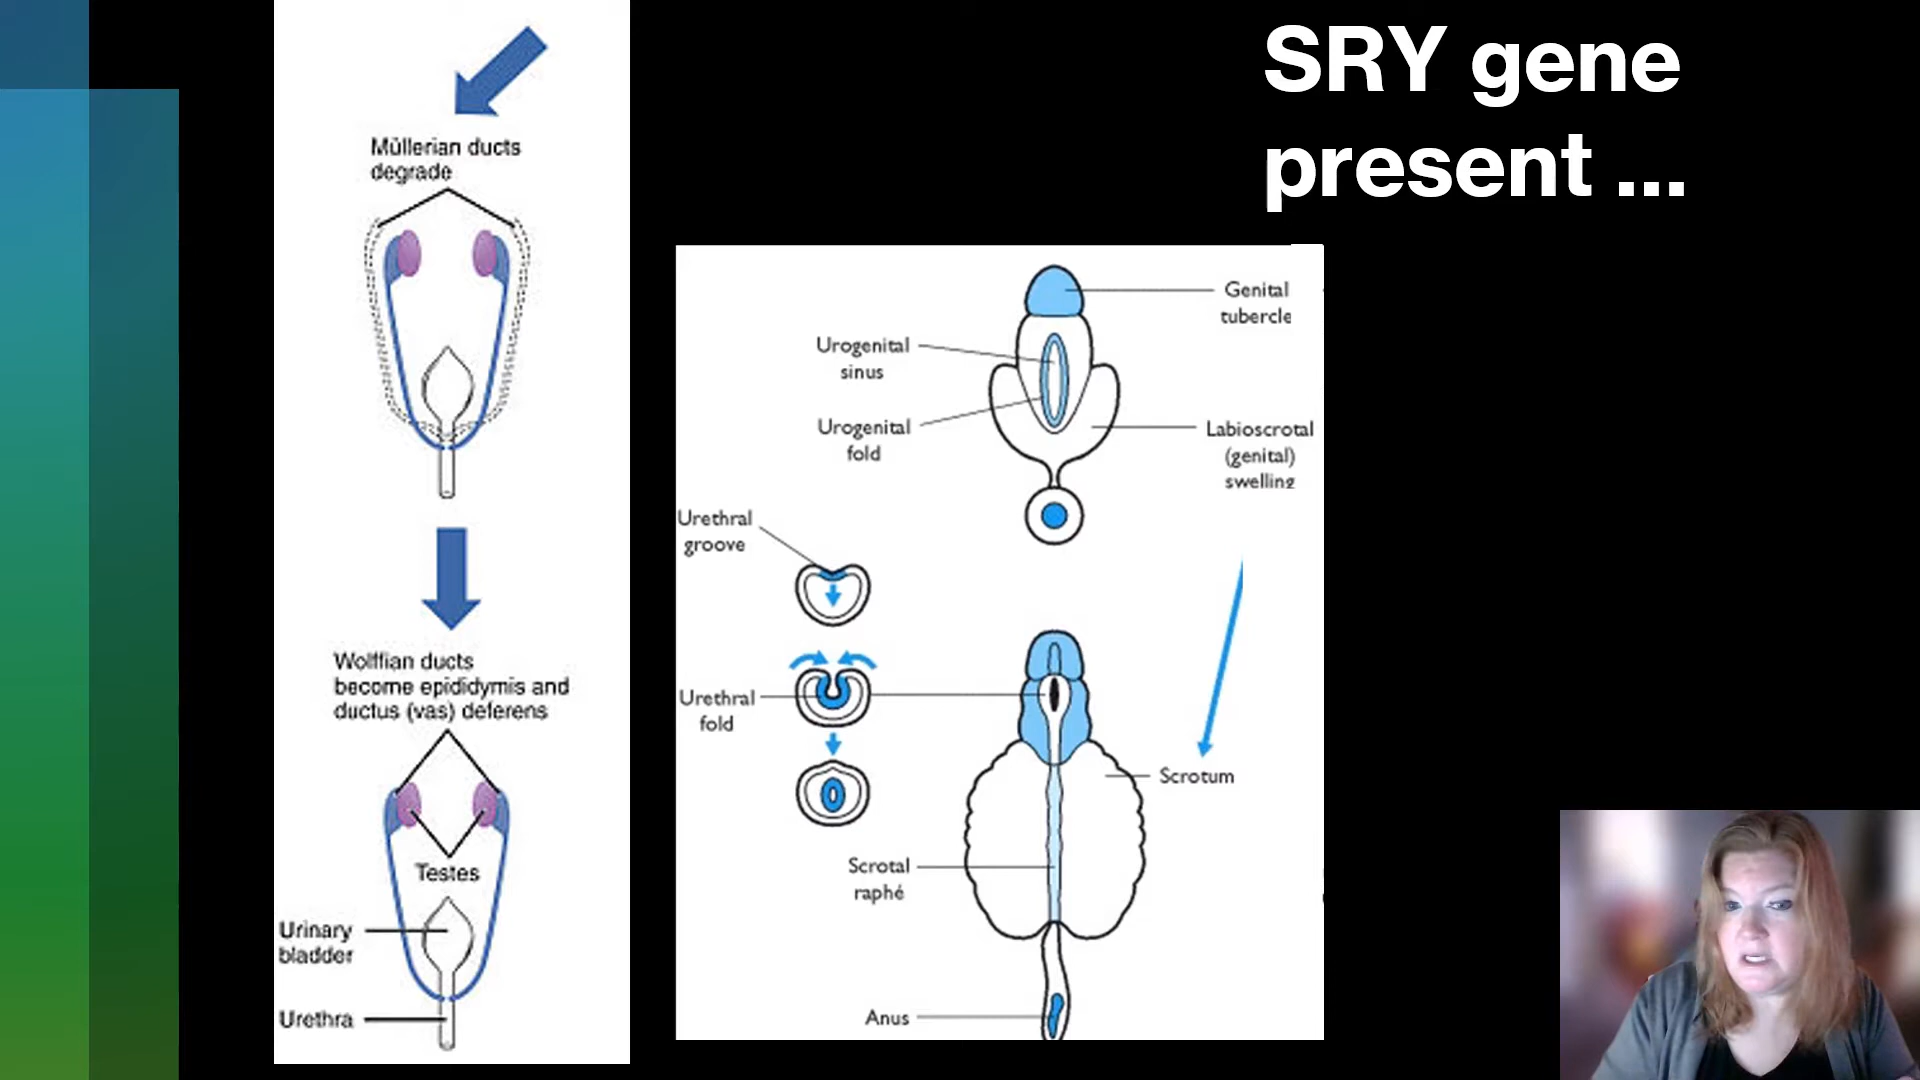 SRY gene
present ...
Müllerian ducts
degrade
Wolffian ducts
become epididymis and
ductus (vas) deferens
Testes
Urinary
bladder
Urethra
Genital
tubercle
Urogenital
sinus
Urogenital
fold
Labioscrotal
(genital)
swelling
Urethral
groove
Urethral
fold
Scrotum
Scrotal
raphé
Anus